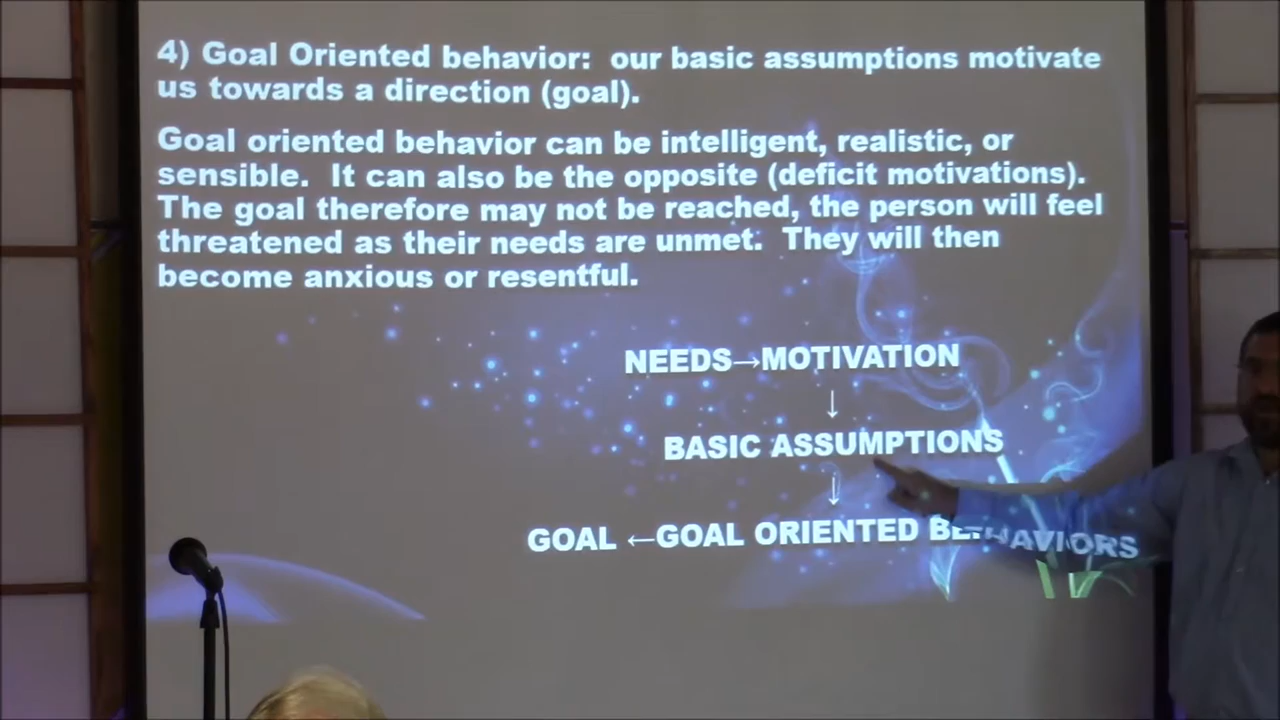 4) Goal Oriented behavior: our basic assumptions motivate
us towards a direction (goal).
Goal oriented behavior can be intelligent, realistic, or
sensible. It can also be the opposite (deficit motivations).
The goal therefore may not be reached, the person will feel
threatened as their needs are unmet. They will then
become anxious or resentful.
NEEDS→MOTIVATION
↓
BASIC ASSUMPTIONS
↓
GOAL ←GOAL ORIENTED BEHAVIORS